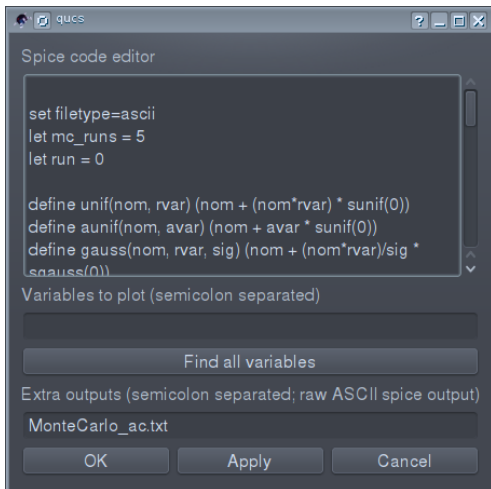 qucs
Spice code editor
set filetype=ascii
let mc_runs = 5
let run = 0
define unif(nom, rvar) (nom + (nom*rvar) * sunif(0))
define aunif(nom, avar) (nom + avar * sunif(0))
define gauss(nom, rvar, sig) (nom + (nom*rvar)/sig *
sgauss(0))
Variables to plot (semicolon separated)
Find all variables
Extra outputs (semicolon separated; raw ASCII spice output)
MonteCarlo_ac.txt
OK Apply Cancel